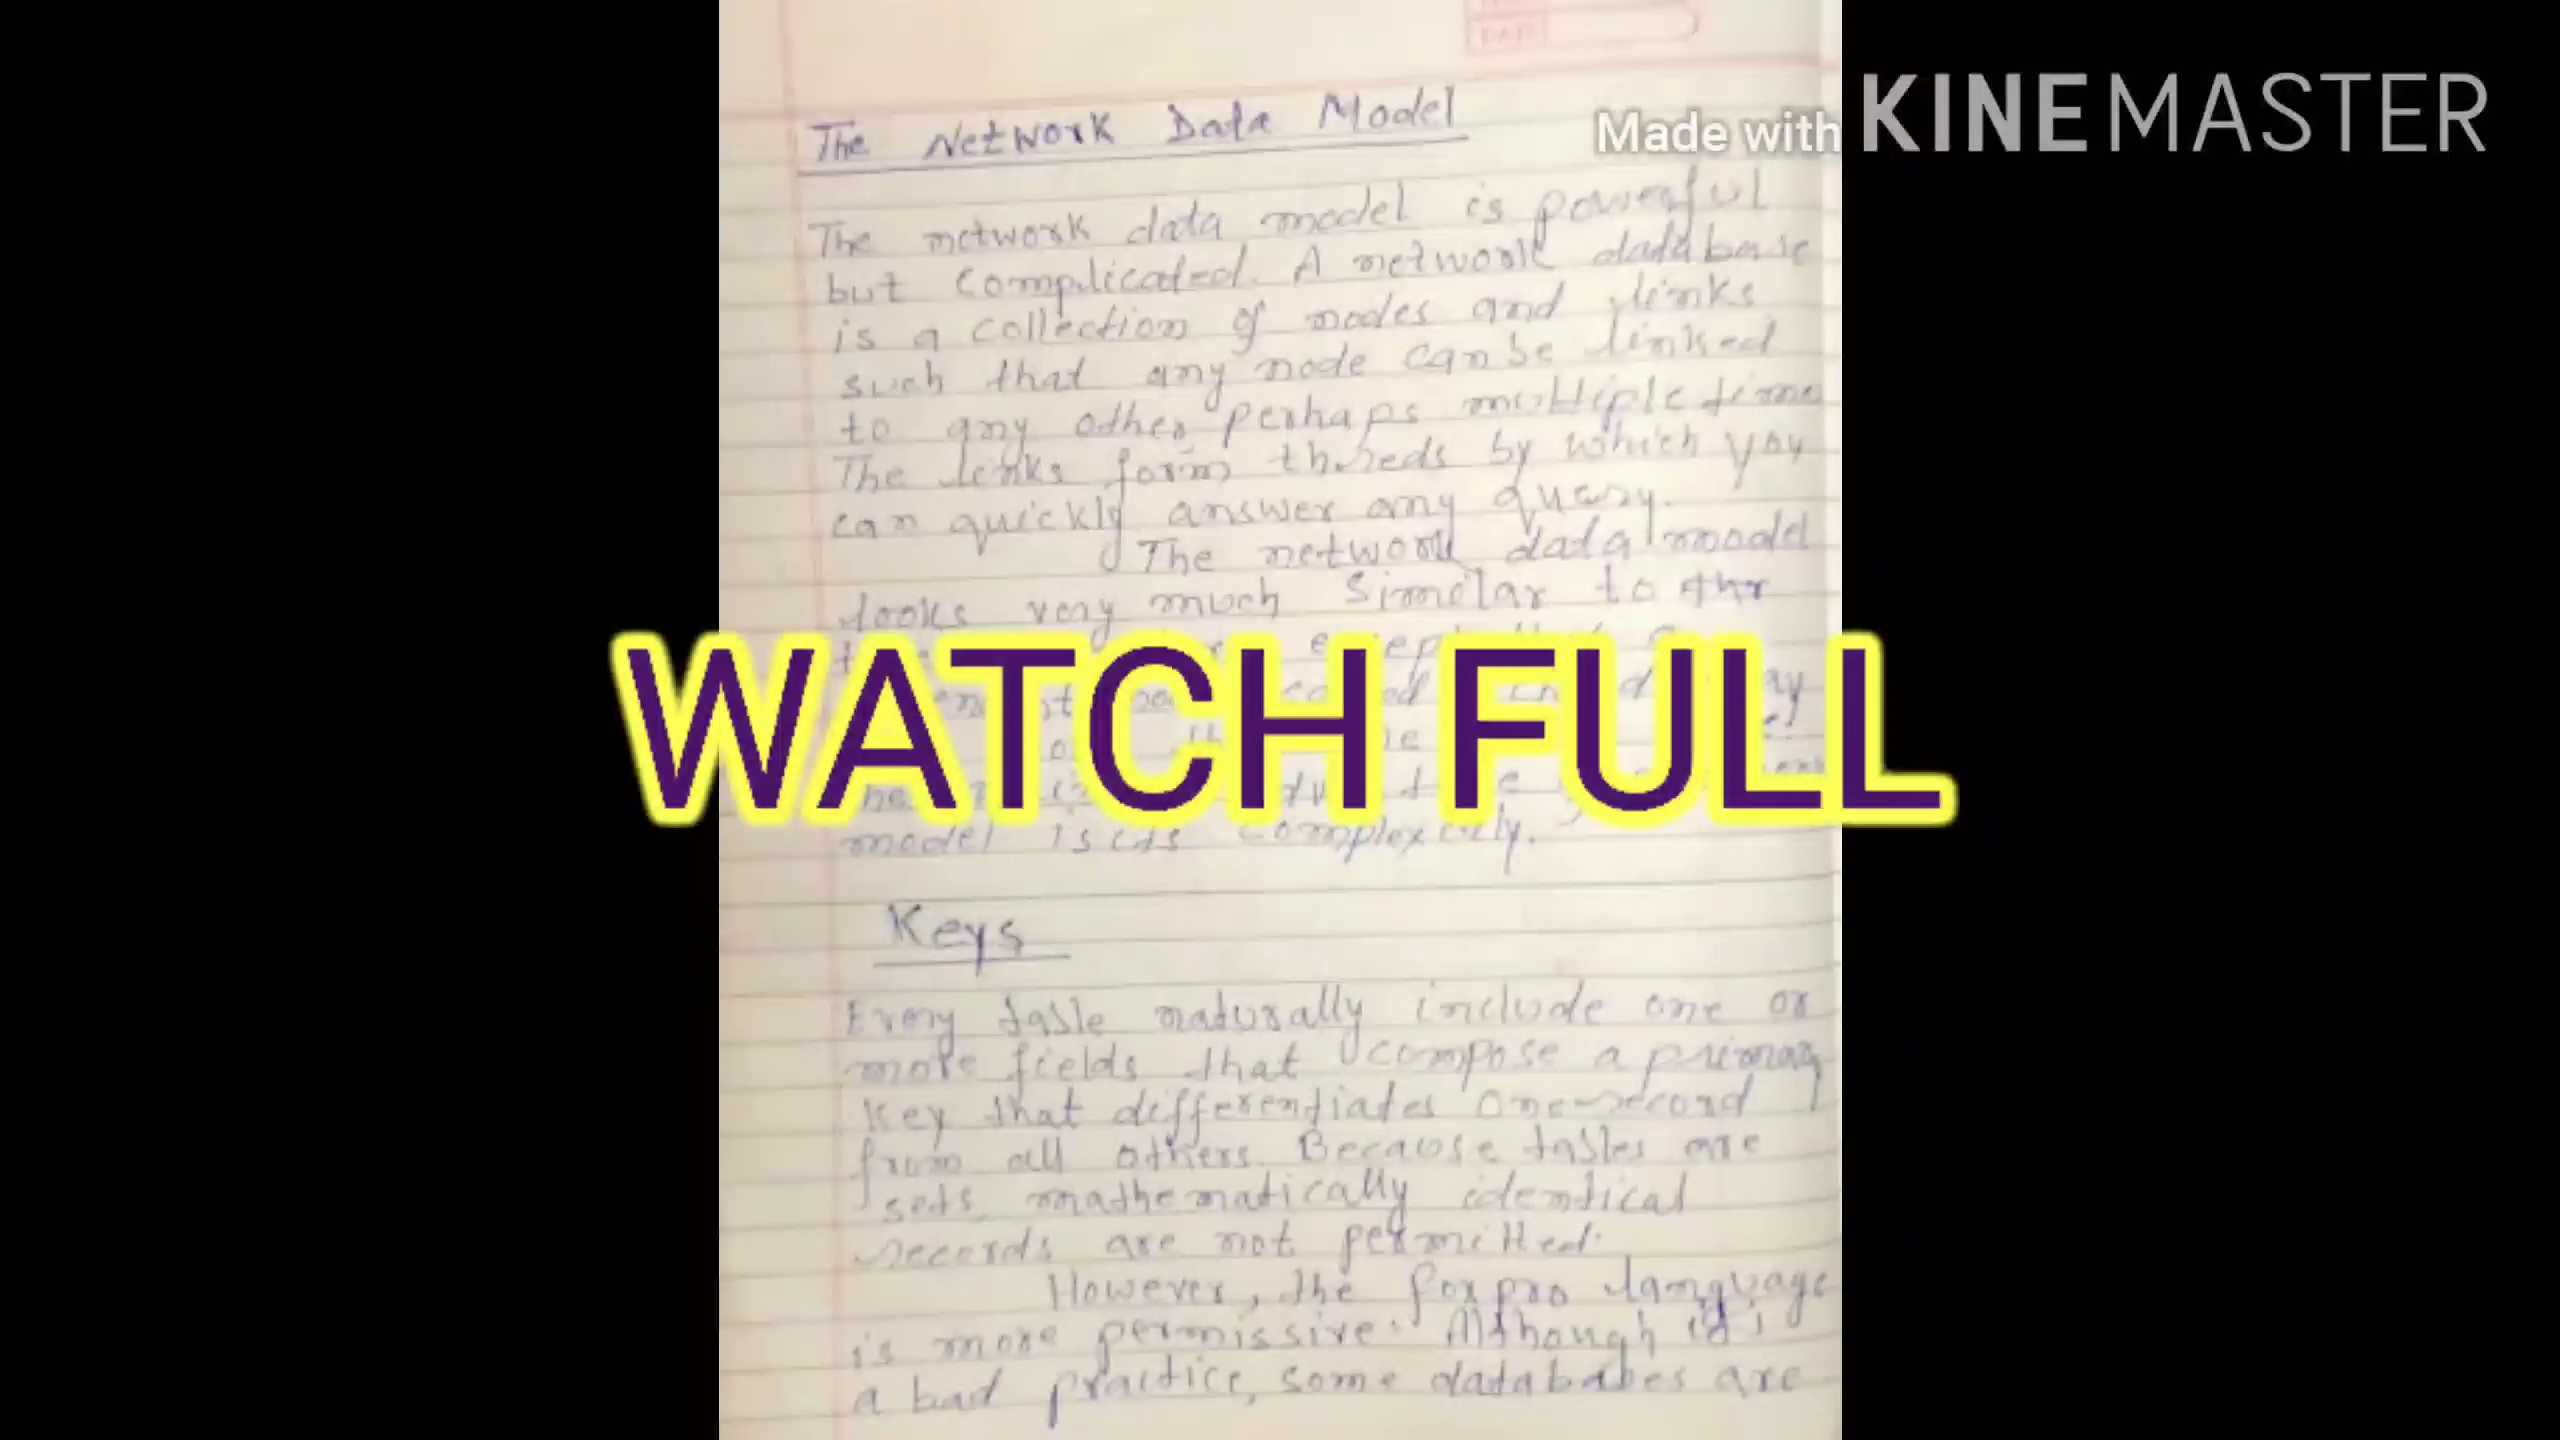 Made with KINEMASTER
The Network Data Model
The network data model is powerful
but complicated. A network database
is a collection of nodes and links
such that any node can be linked
to any other perhaps multiple time
The links form threds by which you
can quickly answer any query.
The network data model
looks very much similar to the
WATCH FULL
model is its complexcity.
Keys
Every table naturally include one or
more fields that compose a primary
key that differentiates one record
from all others. Because tables are
sets, mathematically identical
records are not permitted.
However, the foxpro language
is more permissive. Although it is
a bad practice, some databases are